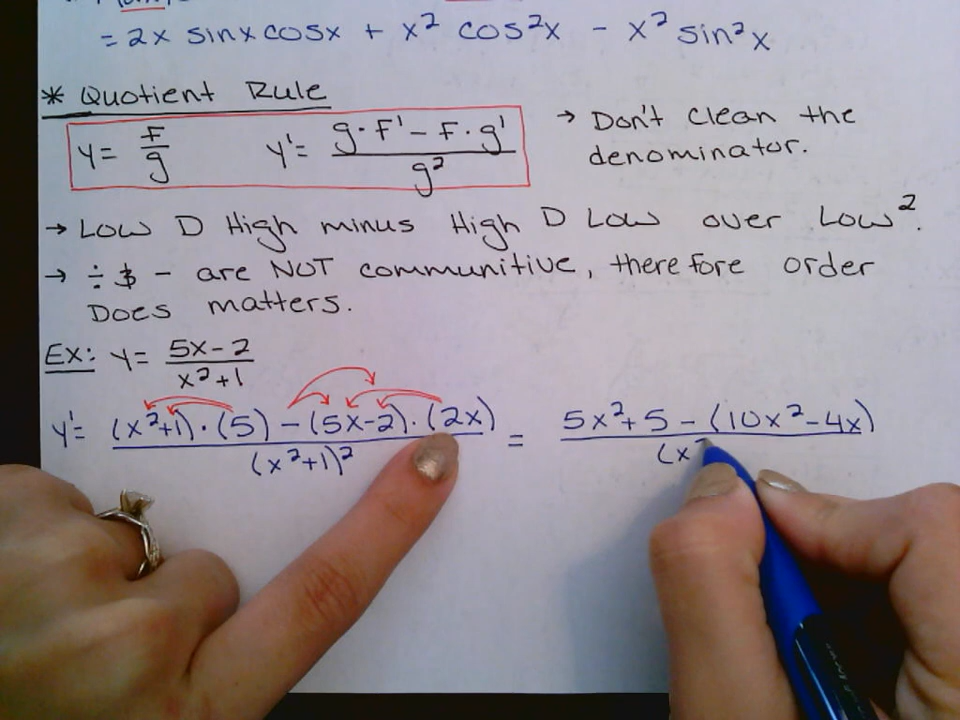 = 2x sinx cosx + x² cos²x - x² sin²x
* Quotient Rule
y = F/g y' = (g · F' - F · g')/g²
→ Don't clean the
denominator.
→ Low D High minus High D Low over Low².
→ ÷ $ - are NOT communitive, therefore order
Does matters.
Ex: y = (5x-2)/(x²+1)
y' = ((x²+1) · (5) - (5x-2) · (2x))/(x²+1)² = (5x²+5 - (10x²-4x))/(x²